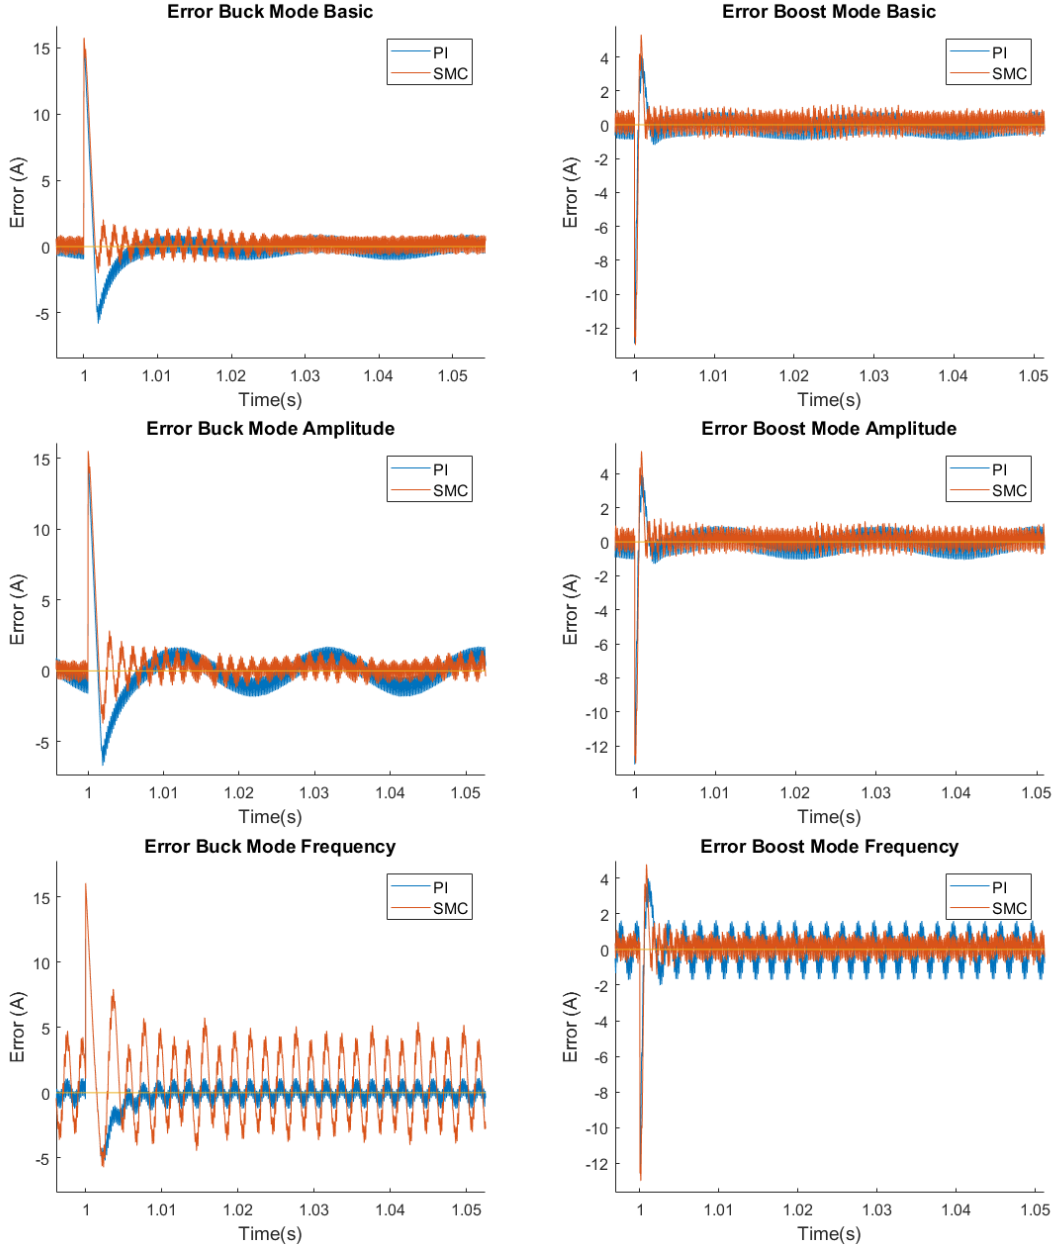 Error Buck Mode Basic
PI
SMC
Error (A)
15
10
5
0
-5
1
1.01
1.02
1.03
1.04
1.05
Time(s)
Error Boost Mode Basic
PI
SMC
Error (A)
4
2
0
-2
-4
-6
-8
-10
-12
1
1.01
1.02
1.03
1.04
1.05
Time(s)
Error Buck Mode Amplitude
PI
SMC
Error (A)
15
10
5
0
-5
1
1.01
1.02
1.03
1.04
1.05
Time(s)
Error Boost Mode Amplitude
PI
SMC
Error (A)
4
2
0
-2
-4
-6
-8
-10
-12
1
1.01
1.02
1.03
1.04
1.05
Time(s)
Error Buck Mode Frequency
PI
SMC
Error (A)
15
10
5
0
-5
1
1.01
1.02
1.03
1.04
1.05
Time(s)
Error Boost Mode Frequency
PI
SMC
Error (A)
4
2
0
-2
-4
-6
-8
-10
-12
1
1.01
1.02
1.03
1.04
1.05
Time(s)